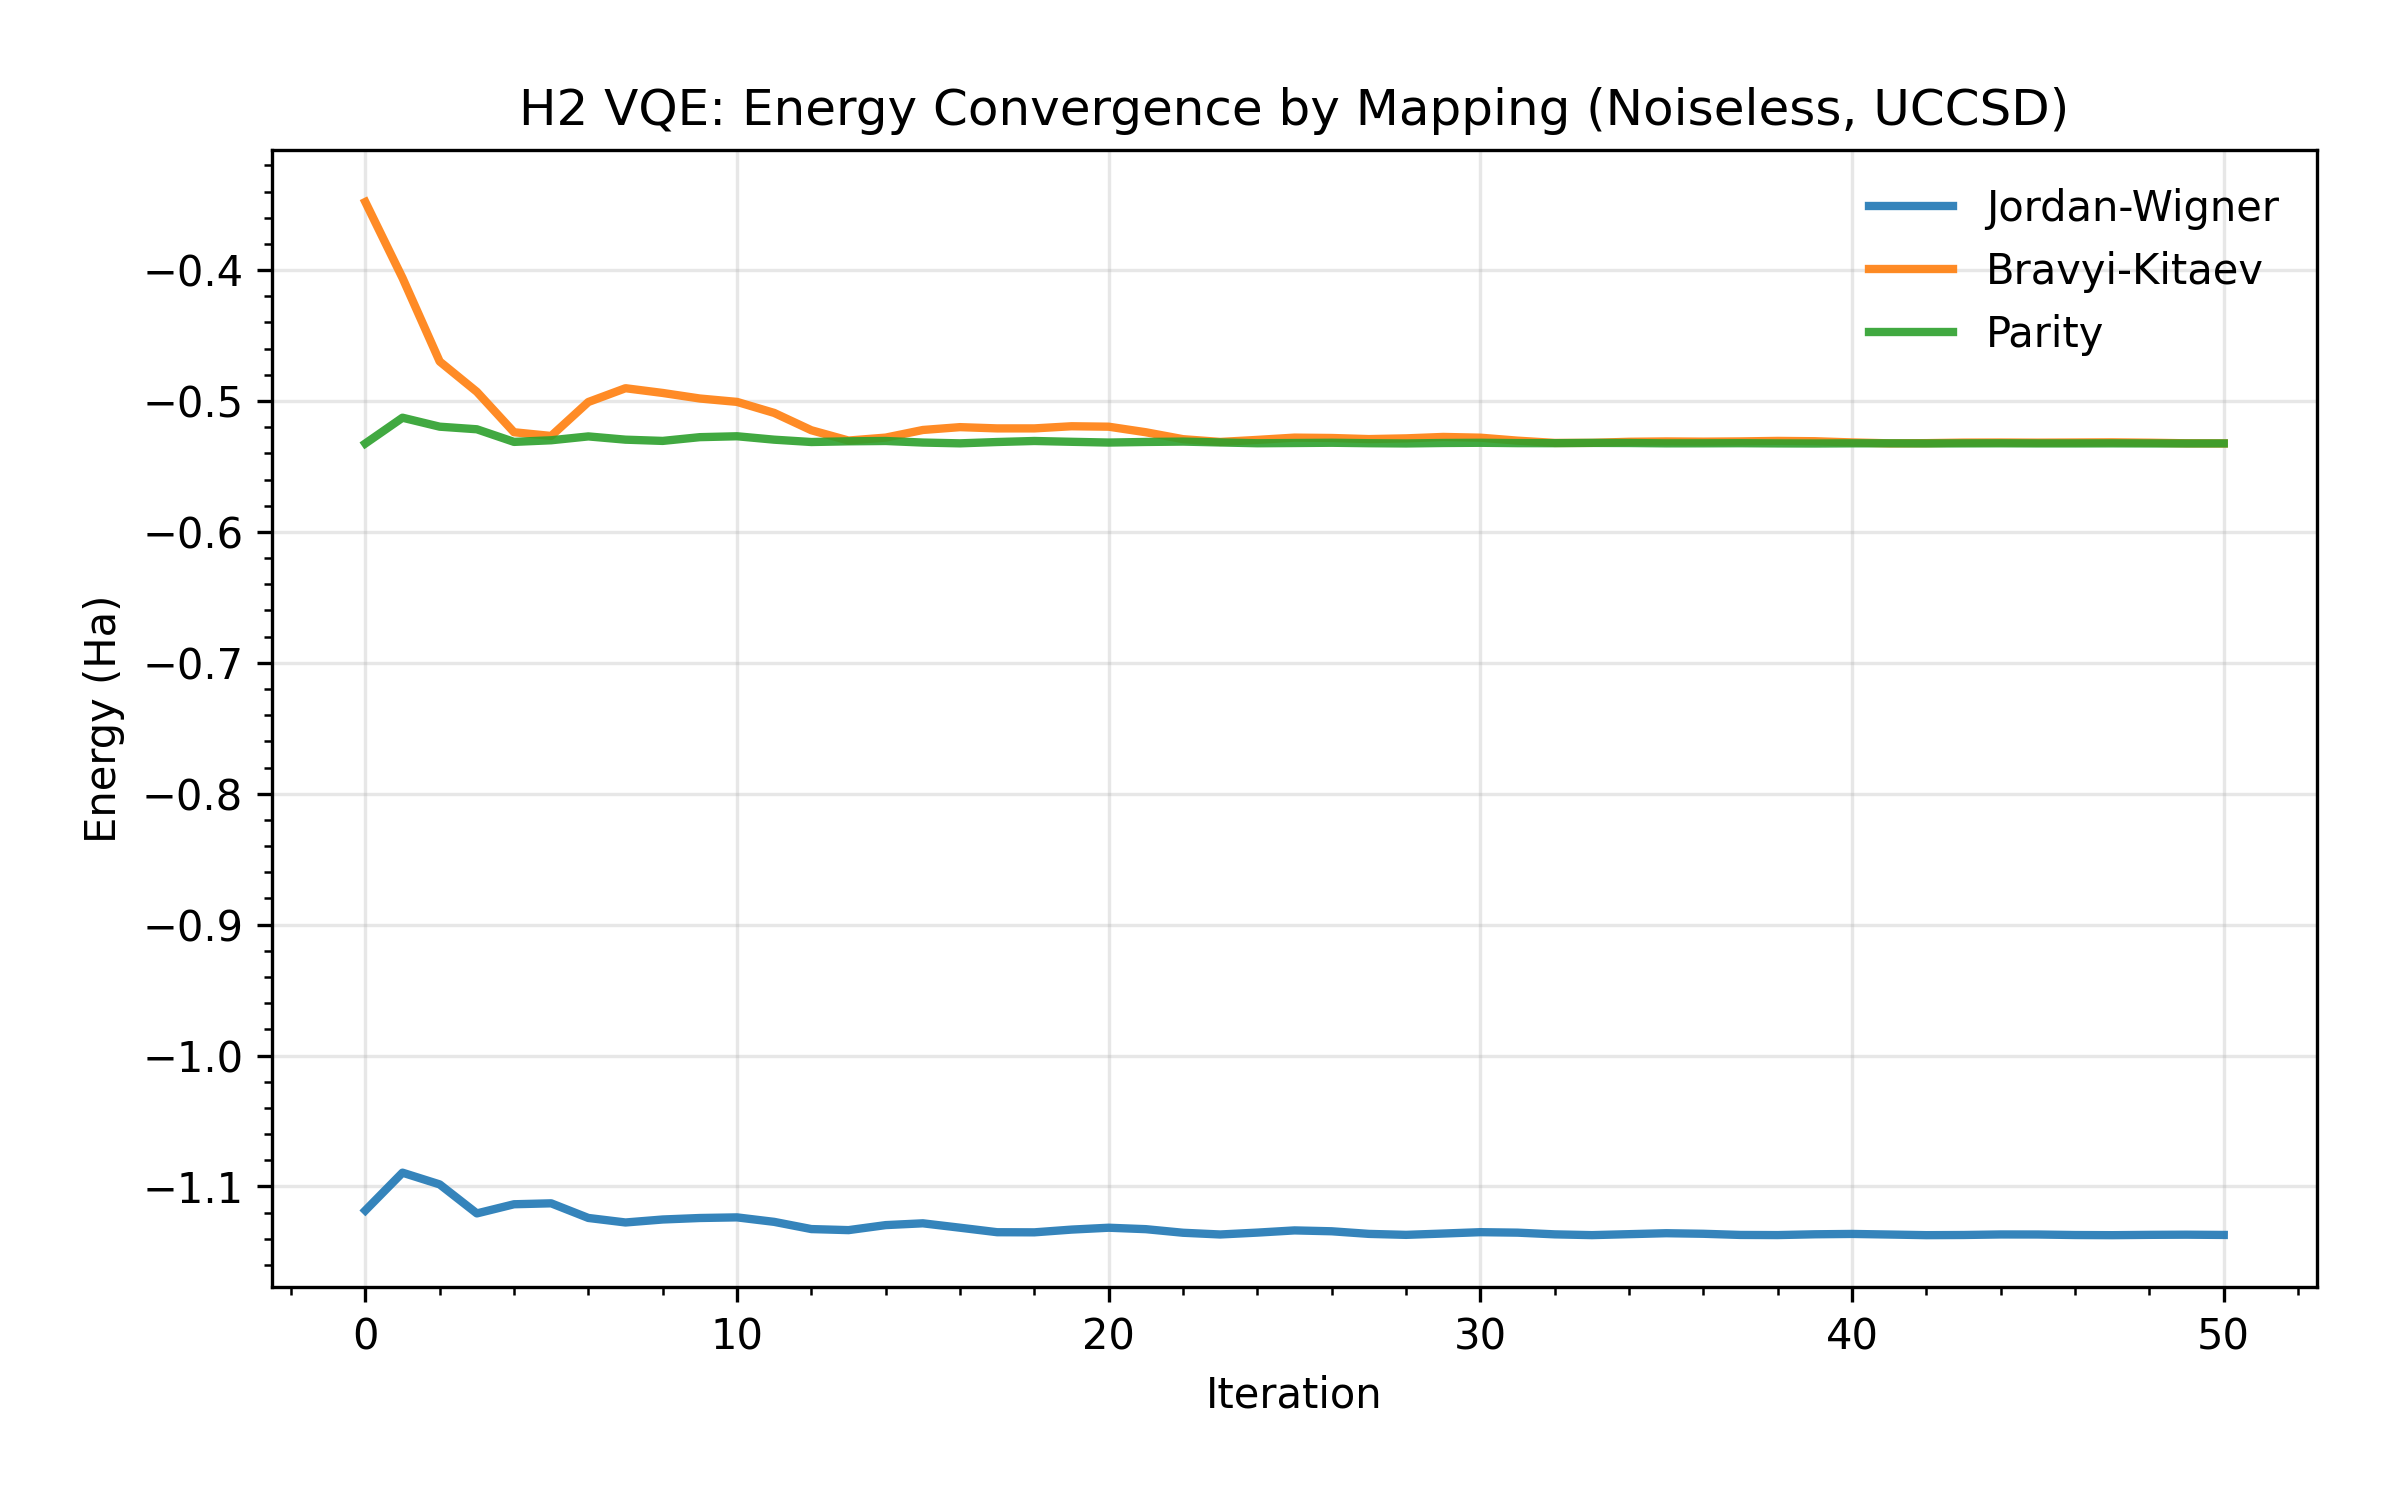 H2 VQE: Energy Convergence by Mapping (Noiseless, UCCSD)
Jordan-Wigner
Bravyi-Kitaev
Parity
Energy (Ha)
−0.4
−0.5
−0.6
−0.7
−0.8
−0.9
−1.0
−1.1
0 10 20 30 40 50
Iteration